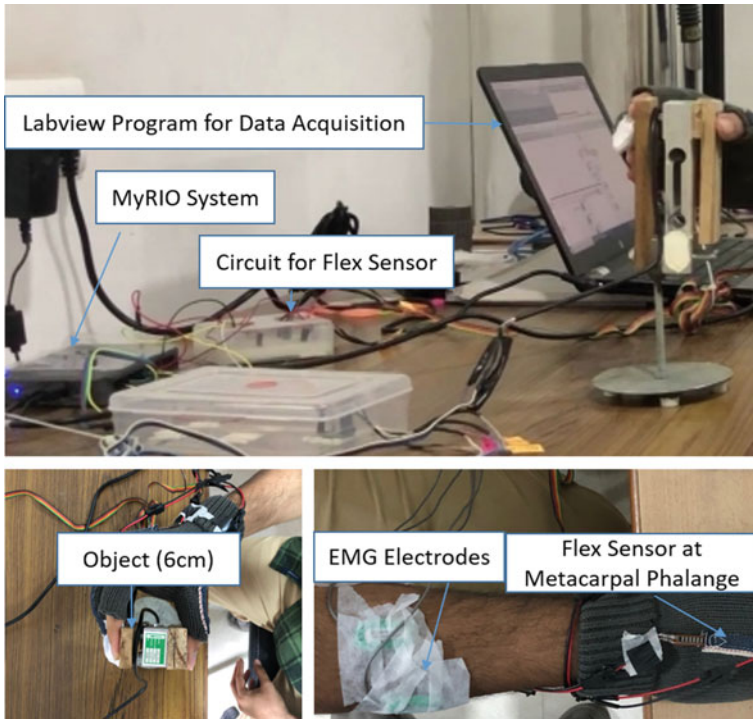 Labview Program for Data Acquisition
MyRIO System
Circuit for Flex Sensor
Object (6cm)
EMG Electrodes
Flex Sensor at
Metacarpal Phalange